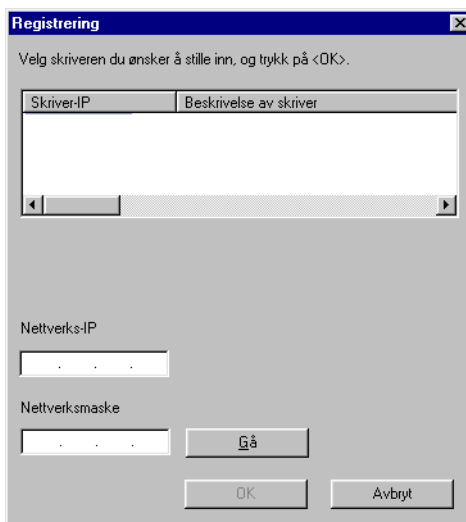 Registrering
Velg skriveren du ønsker å stille inn, og trykk på <OK>.
Skriver-IP Beskrivelse av skriver
Nettverks-IP
. . .
Nettverksmaske
. . . Gå
OK Avbryt